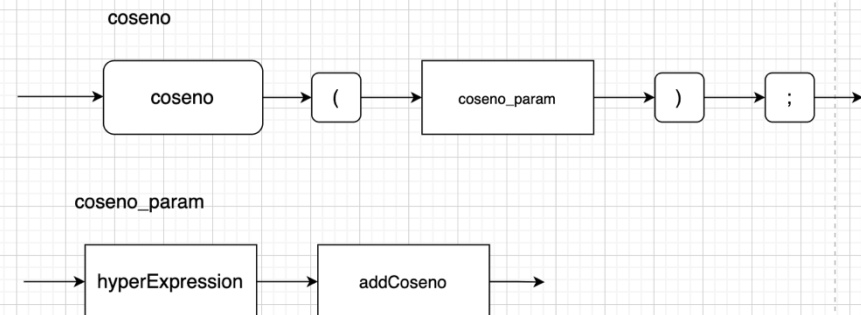 coseno
coseno ( coseno_param ) ;
coseno_param
hyperExpression addCoseno